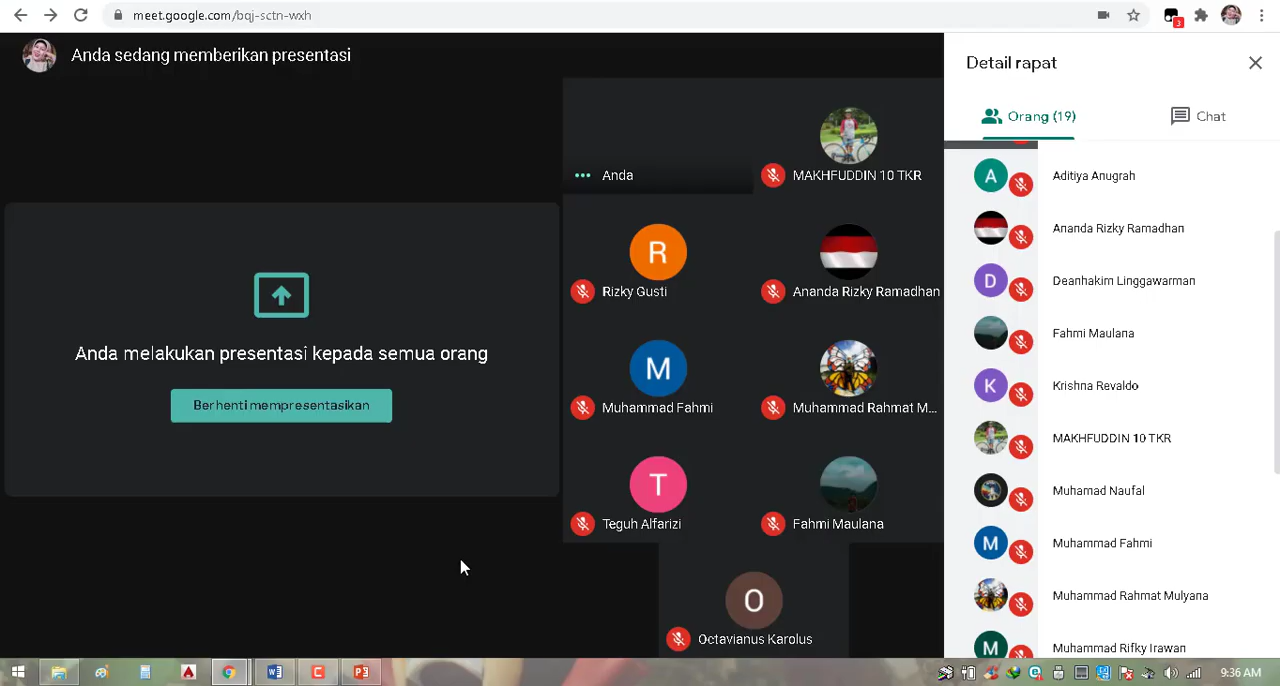 meet.google.com/bqj-sctn-wxh
3
Anda sedang memberikan presentasi
Anda melakukan presentasi kepada semua orang
Berhenti mempresentasikan
Anda
MAKHFUDDIN 10 TKR
R
Rizky Gusti
Ananda Rizky Ramadhan
M
Muhammad Fahmi
Muhammad Rahmat M...
T
Teguh Alfarizi
Fahmi Maulana
O
Octavianus Karolus
Detail rapat
Orang (19)
Chat
A
Aditiya Anugrah
Ananda Rizky Ramadhan
D
Deanhakim Linggawarman
Fahmi Maulana
K
Krishna Revaldo
MAKHFUDDIN 10 TKR
Muhamad Naufal
M
Muhammad Fahmi
Muhammad Rahmat Mulyana
M
Muhammad Rifky Irawan
9:36 AM